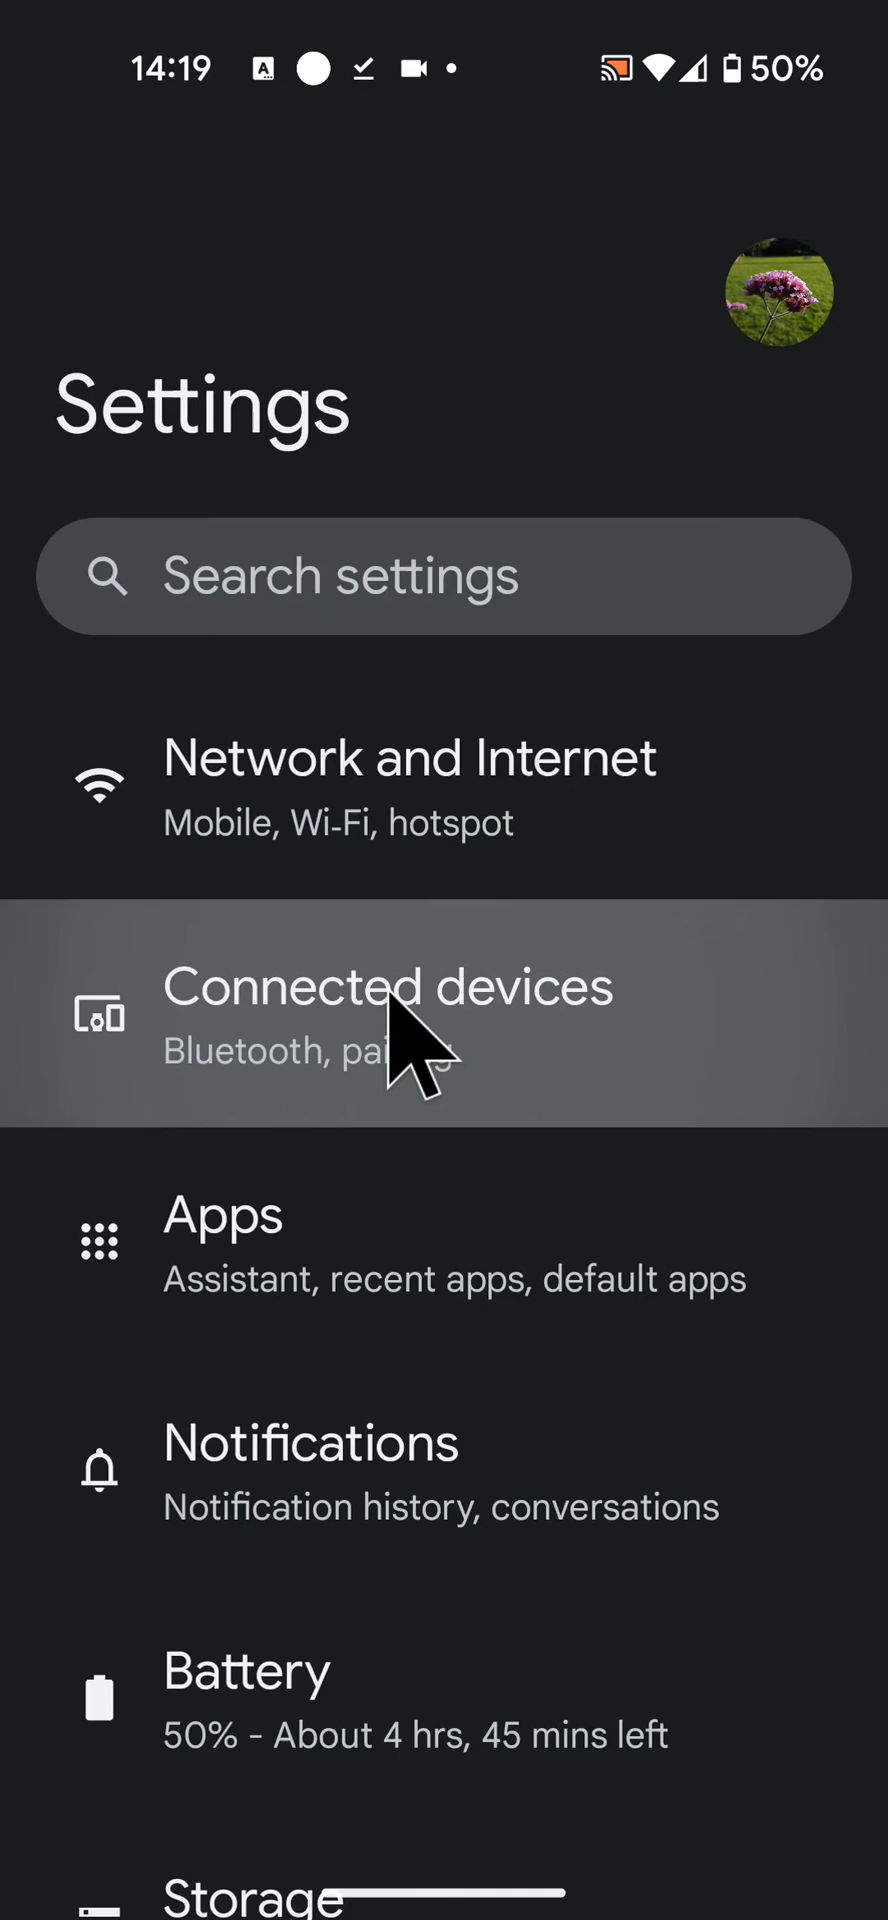 14:19
50%
Settings
Search settings
Network and Internet
Mobile, Wi-Fi, hotspot
Connected devices
Bluetooth,
Apps
Assistant, recent apps, default apps
Notifications
Notification history, conversations
Battery
50% - About 4 hrs, 45 mins left
Storage